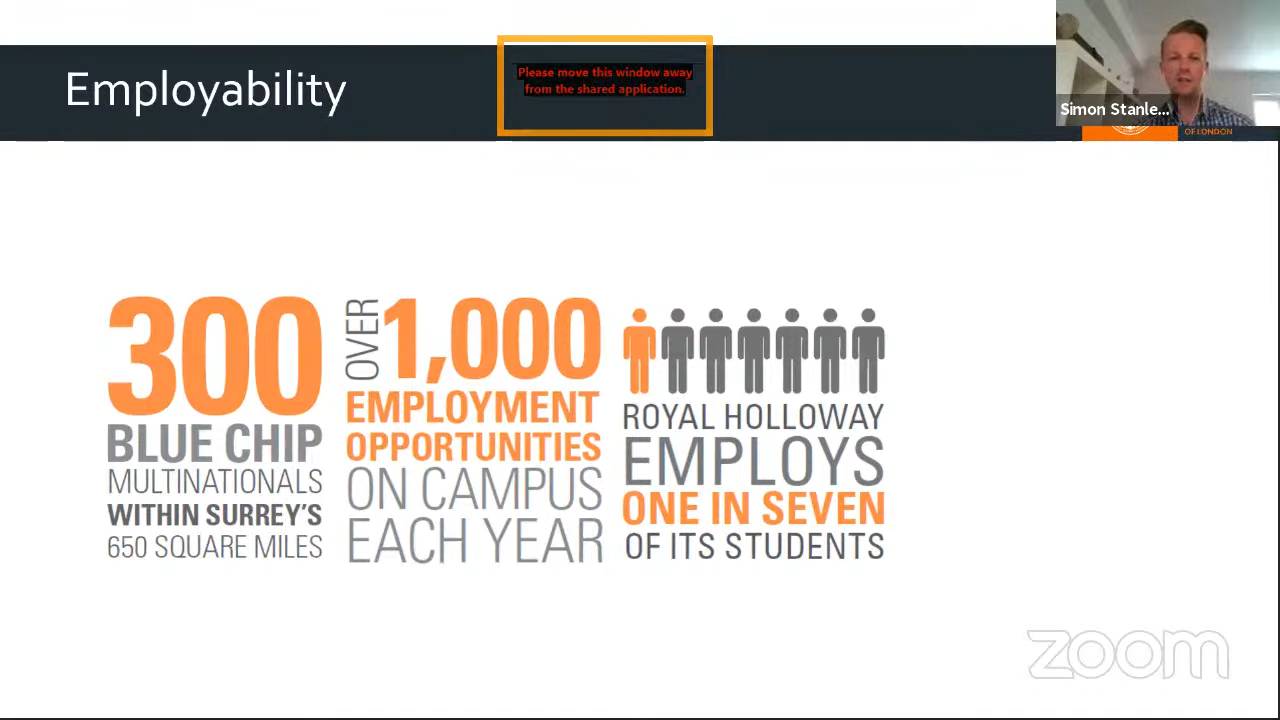 Employability
Please move this window away
from the shared application.
Simon Stanle...
OF LONDON
300
BLUE CHIP
MULTINATIONALS
WITHIN SURREY'S
650 SQUARE MILES
OVER
1,000
EMPLOYMENT
OPPORTUNITIES
ON CAMPUS
EACH YEAR
ROYAL HOLLOWAY
EMPLOYS
ONE IN SEVEN
OF ITS STUDENTS
zoom